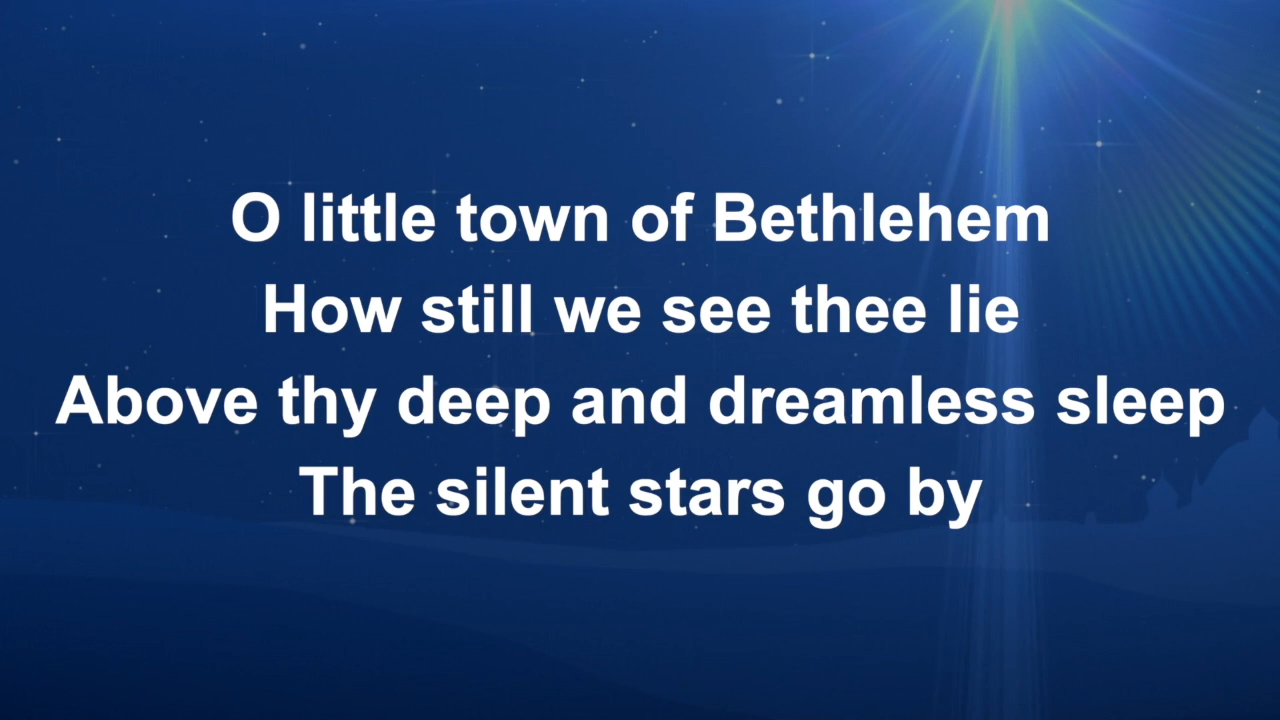 O little town of Bethlehem
How still we see thee lie
Above thy deep and dreamless sleep
The silent stars go by